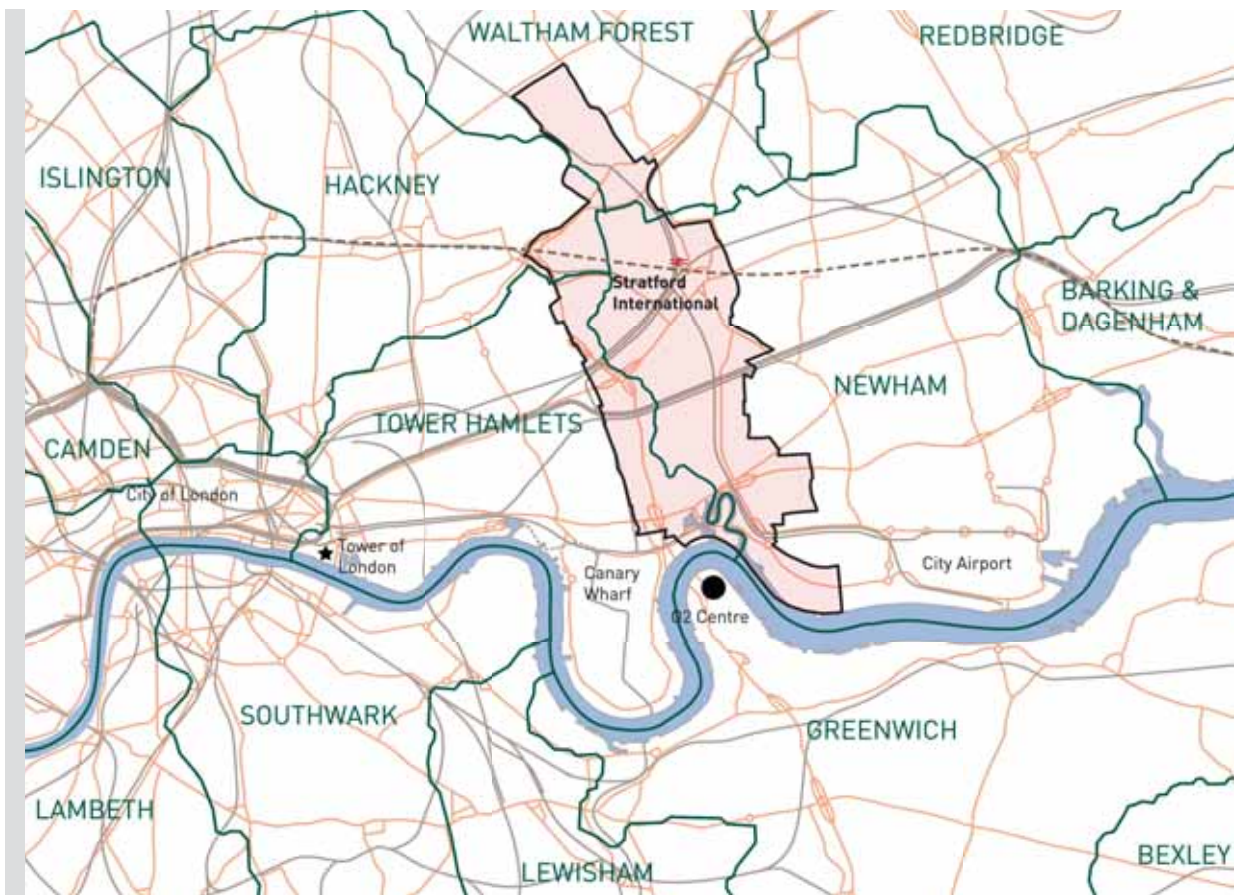 WALTHAM FOREST
REDBRIDGE
ISLINGTON
HACKNEY
Stratford
International
BARKING &
DAGENHAM
NEWHAM
TOWER HAMLETS
CAMDEN
City of London
Tower of
London
Canary
Wharf
City Airport
O2 Centre
SOUTHWARK
GREENWICH
LAMBETH
LEWISHAM
BEXLEY